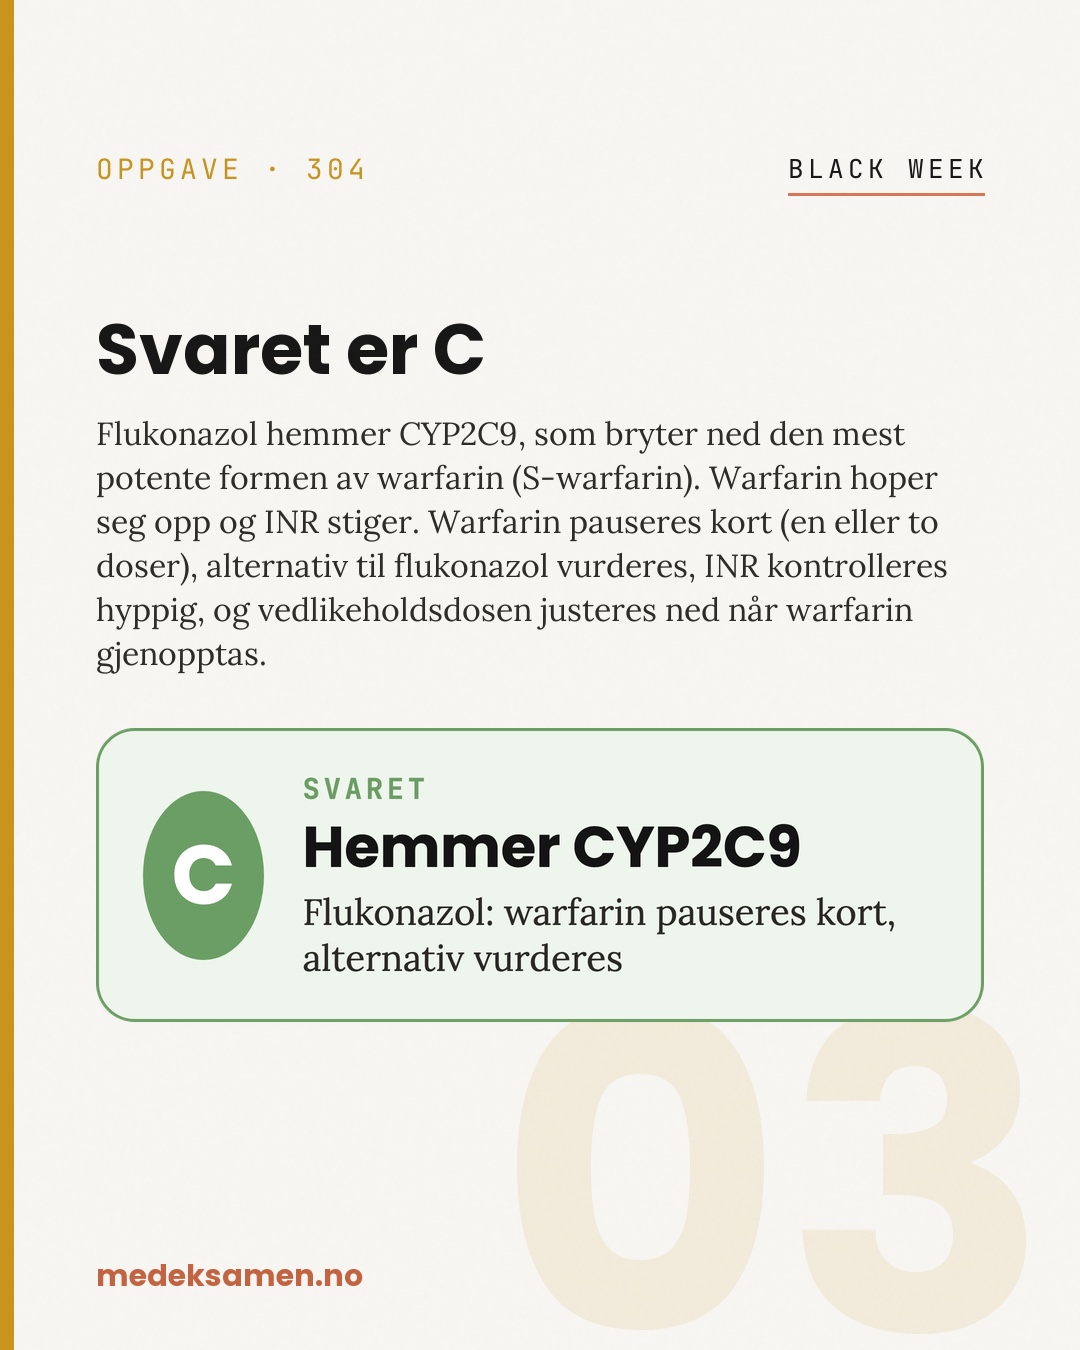 OPPGAVE · 304
BLACK WEEK
Svaret er C
Flukonazol hemmer CYP2C9, som bryter ned den mest
potente formen av warfarin (S-warfarin). Warfarin hoper
seg opp og INR stiger. Warfarin pauseres kort (en eller to
doser), alternativ til flukonazol vurderes, INR kontrolleres
hyppig, og vedlikeholdsdosen justeres ned når warfarin
gjenopptas.
C
SVARET
Hemmer CYP2C9
Flukonazol: warfarin pauseres kort,
alternativ vurderes
03
medeksamen.no